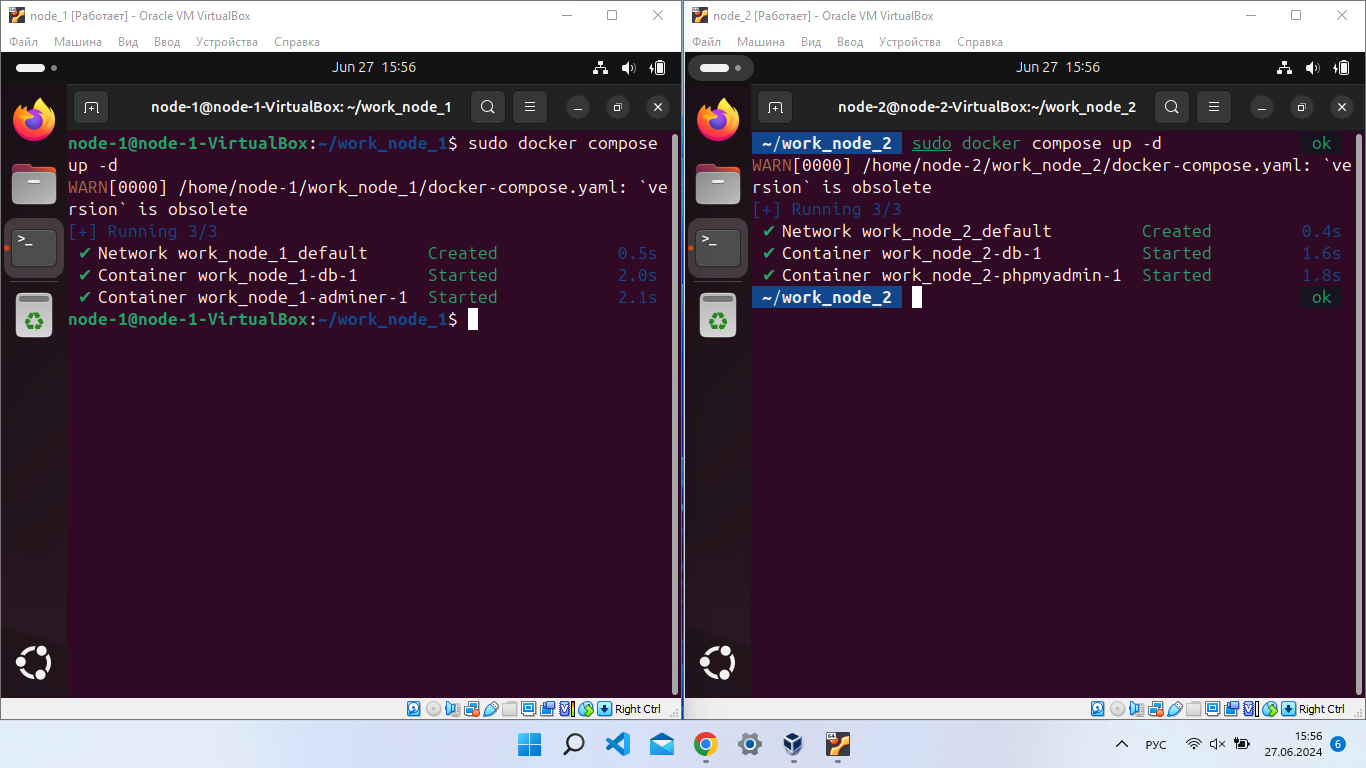 node_1 [Работает] - Oracle VM VirtualBox
Файл Машина Вид Ввод Устройства Справка
Jun 27 15:56
node-1@node-1-VirtualBox: ~/work_node_1
node-1@node-1-VirtualBox:~/work_node_1$ sudo docker compose
up -d
WARN[0000] /home/node-1/work_node_1/docker-compose.yaml: `ve
rsion` is obsolete
[+] Running 3/3
✔ Network work_node_1_default Created 0.5s
✔ Container work_node_1-db-1 Started 2.0s
✔ Container work_node_1-adminer-1 Started 2.1s
node-1@node-1-VirtualBox:~/work_node_1$
Right Ctrl
node_2 [Работает] - Oracle VM VirtualBox
Файл Машина Вид Ввод Устройства Справка
Jun 27 15:56
node-2@node-2-VirtualBox:~/work_node_2
~/work_node_2 sudo docker compose up -d ok
WARN[0000] /home/node-2/work_node_2/docker-compose.yaml: `ve
rsion` is obsolete
[+] Running 3/3
✔ Network work_node_2_default Created 0.4s
✔ Container work_node_2-db-1 Started 1.6s
✔ Container work_node_2-phpmyadmin-1 Started 1.8s
~/work_node_2 ok
Right Ctrl
РУС
15:56
27.06.2024
6